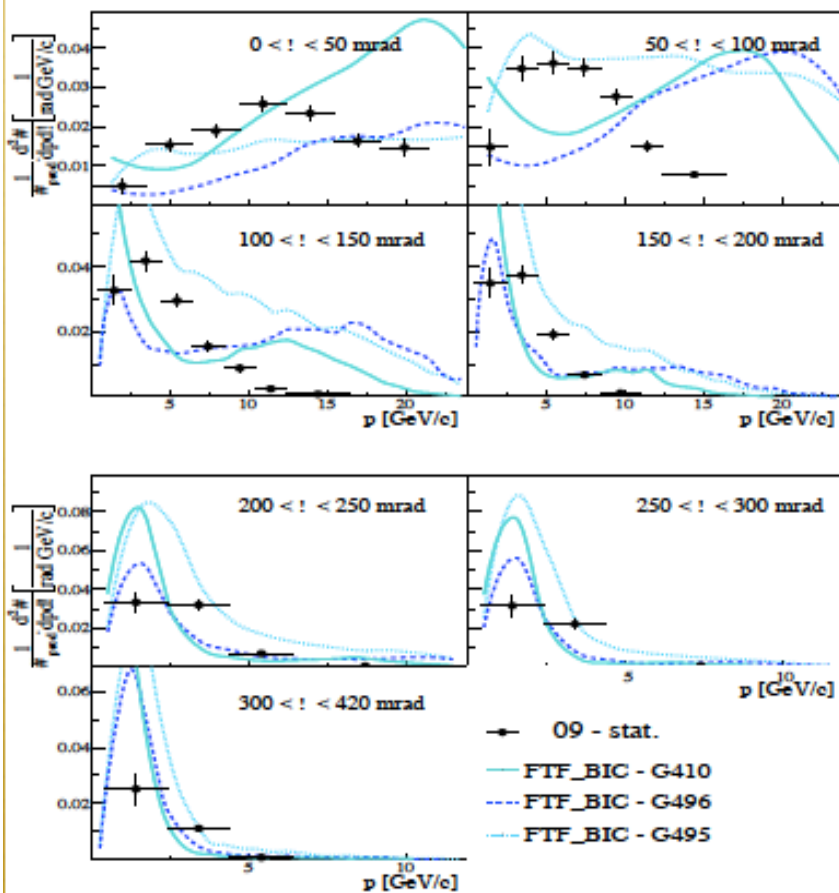 0 < ! < 50 mrad
50 < ! < 100 mrad
0.04
0.03
0.02
0.01
100 < ! < 150 mrad
150 < ! < 200 mrad
0.04
0.02
5 10 15 20
5 10 15 20
p [GeV/c]
p [GeV/c]
200 < ! < 250 mrad
250 < ! < 300 mrad
0.08
0.06
0.04
0.02
5 10
p [GeV/c]
300 < ! < 420 mrad
0.06
0.04
0.02
5 10
p [GeV/c]
09 - stat.
FTF_BIC - G410
FTF_BIC - G496
FTF_BIC - G495